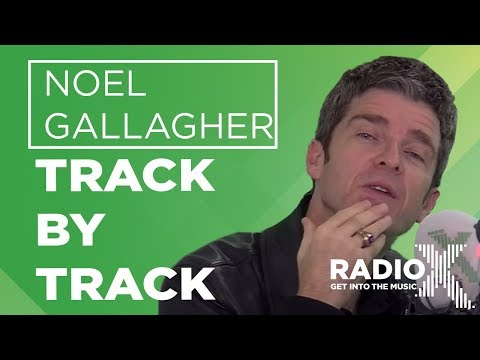 NOEL
GALLAGHER
TRACK
BY
TRACK
RADIO X
GET INTO THE MUSIC